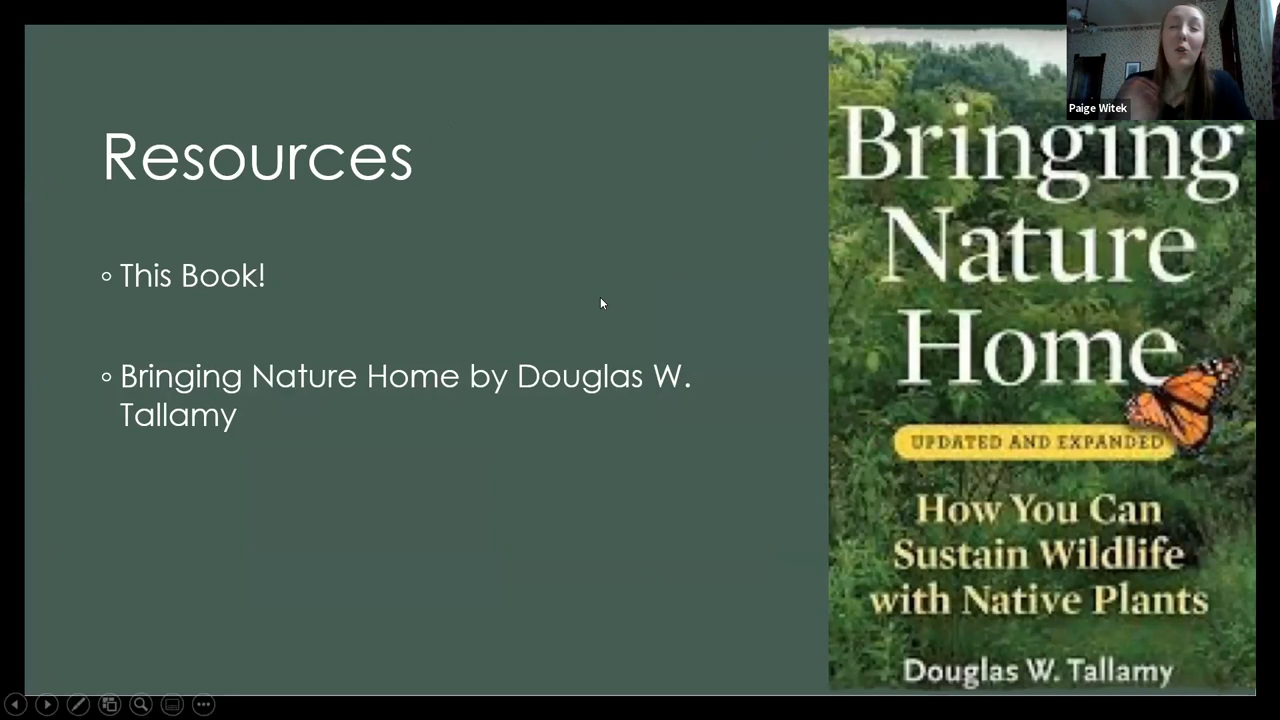 Resources
This Book!
Bringing Nature Home by Douglas W.
Tallamy
Paige Witek
Bringing
Nature
Home
UPDATED AND EXPANDED
How You Can
Sustain Wildlife
with Native Plants
Douglas W. Tallamy